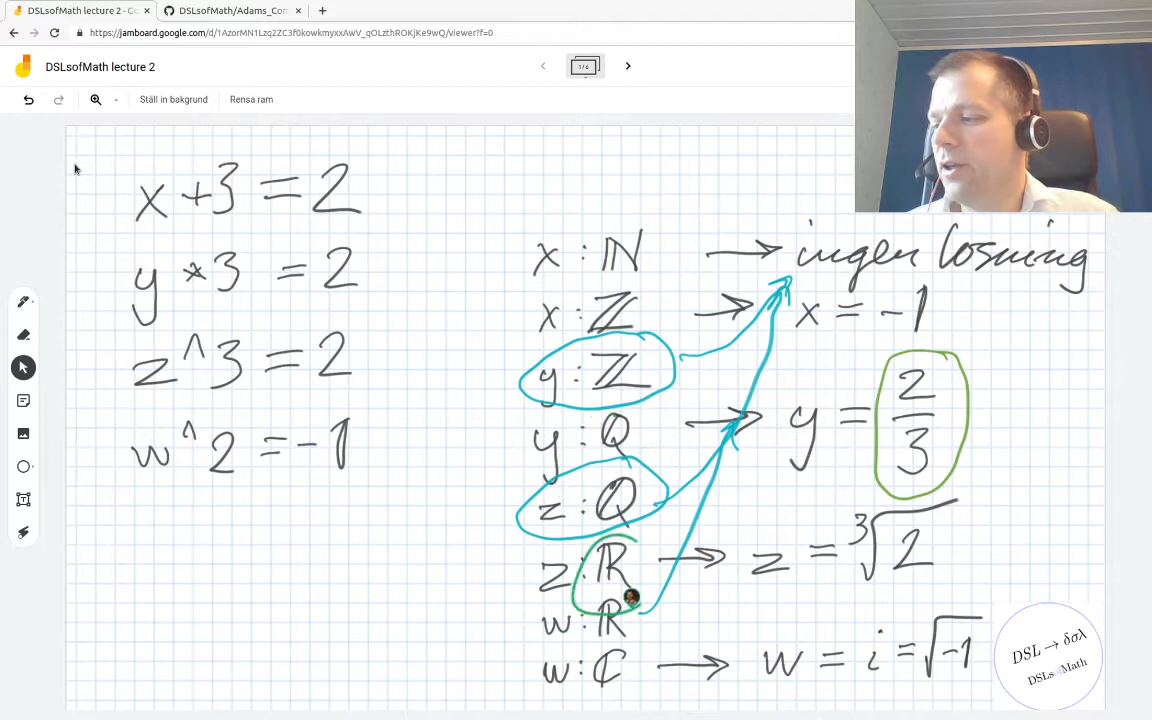 DSLsofMath lecture 2 - Go
DSLsofMath/Adams_Con
https://jamboard.google.com/d/1AzorMN1Lzq2ZC3f0kowkmyxxAwV_qOLzthROKjKe9wQ/viewer?f=0
DSLsofMath lecture 2
1/6
Ställ in bakgrund
Rensa ram
x + 3 = 2
y * 3 = 2
z ^ 3 = 2
w ^ 2 = -1
x : ℕ → ingen lösning
x : ℤ → x = -1
y : ℤ
y : ℚ → y = 2/3
z : ℚ
z : ℝ → z = ∛2
w : ℝ
w : ℂ → w = i = √-1
DSL → δσλ
DSLsofMath